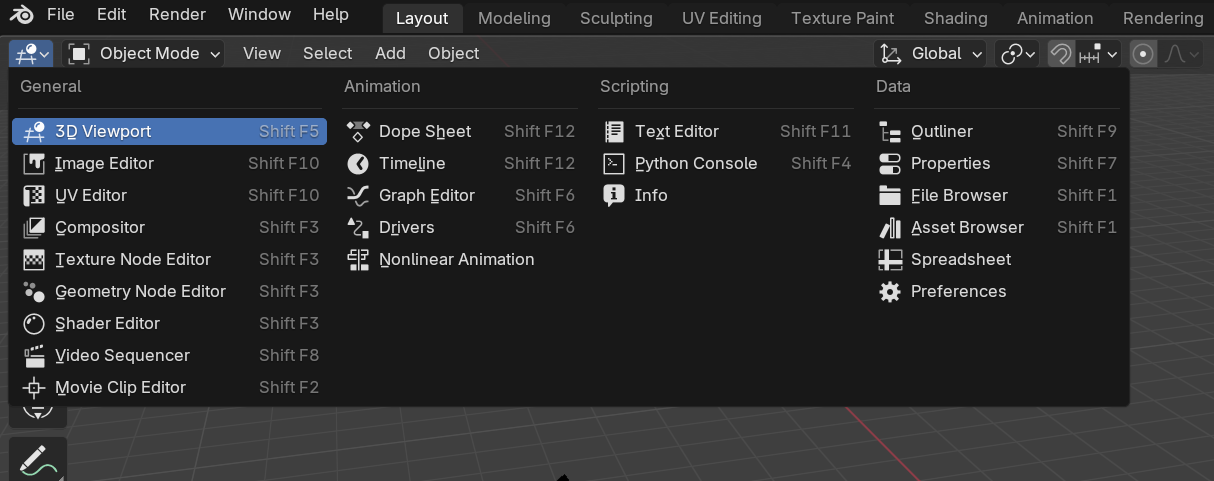 File Edit Render Window Help Layout Modeling Sculpting UV Editing Texture Paint Shading Animation Rendering
Object Mode View Select Add Object Global
General Animation Scripting Data
3D Viewport Shift F5 Dope Sheet Shift F12 Text Editor Shift F11 Outliner Shift F9
Image Editor Shift F10 Timeline Shift F12 Python Console Shift F4 Properties Shift F7
UV Editor Shift F10 Graph Editor Shift F6 Info File Browser Shift F1
Compositor Shift F3 Drivers Shift F6 Asset Browser Shift F1
Texture Node Editor Shift F3 Nonlinear Animation Spreadsheet
Geometry Node Editor Shift F3 Preferences
Shader Editor Shift F3
Video Sequencer Shift F8
Movie Clip Editor Shift F2